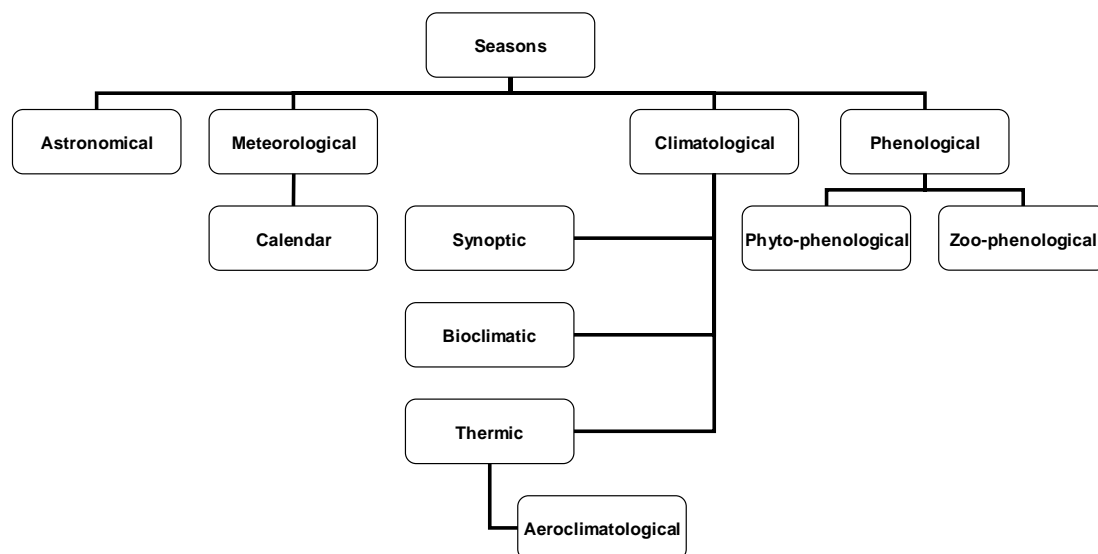 Seasons
Astronomical
Meteorological
Climatological
Phenological
Calendar
Synoptic
Phyto-phenological
Zoo-phenological
Bioclimatic
Thermic
Aeroclimatological